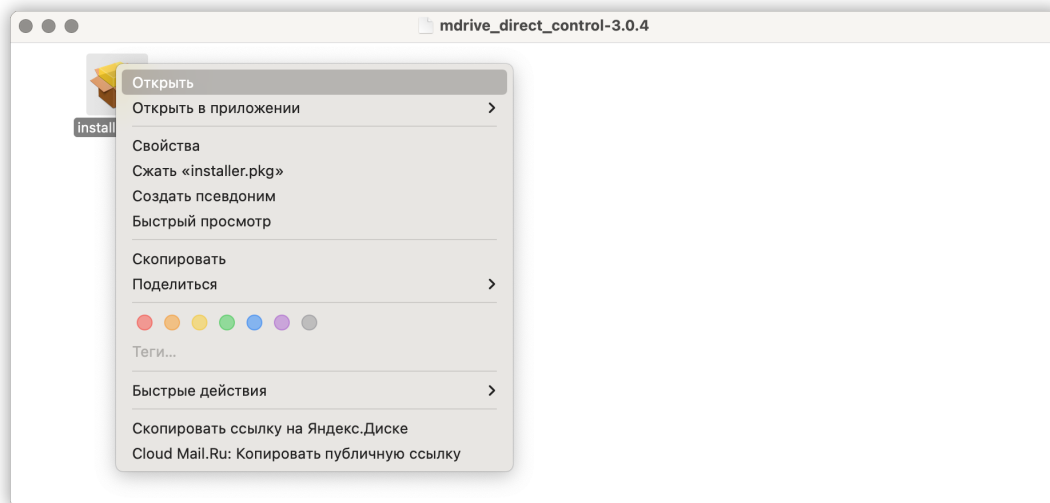 mdrive_direct_control-3.0.4
install
Открыть
Открыть в приложении
Свойства
Сжать «installer.pkg»
Создать псевдоним
Быстрый просмотр
Скопировать
Поделиться
Теги...
Быстрые действия
Скопировать ссылку на Яндекс.Диске
Cloud Mail.Ru: Копировать публичную ссылку